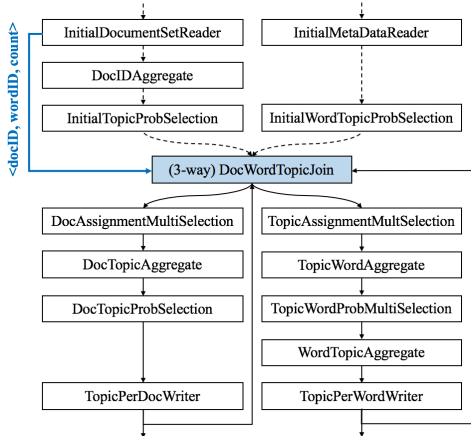 <docID, wordID, count>
InitialDocumentSetReader
InitialMetaDataReader
DocIDAggregate
InitialTopicProbSelection
InitialWordTopicProbSelection
(3-way) DocWordTopicJoin
DocAssignmentMultiSelection
TopicAssignmentMultSelection
DocTopicAggregate
TopicWordAggregate
DocTopicProbSelection
TopicWordProbMultiSelection
WordTopicAggregate
TopicPerDocWriter
TopicPerWordWriter